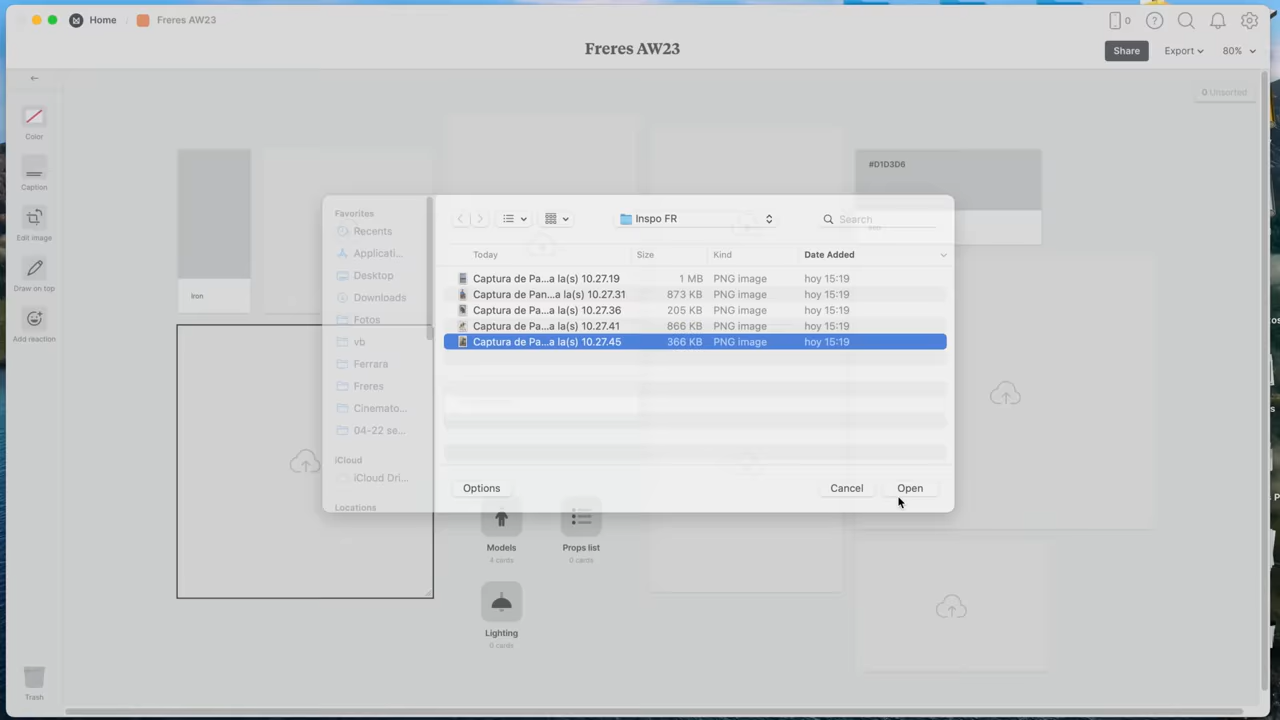 Home
Freres AW23
0
Freres AW23
Share
Export
80%
0 Unsorted
Color
Caption
Edit image
Draw on top
Add reaction
Trash
Iron
#D1D3D6
Favorites
Recents
Applicati...
Desktop
Downloads
Fotos
vb
Ferrara
Freres
Cinemato...
04-22 se...
iCloud
iCloud Dri...
Locations
Inspo FR
Search
Today Size Kind Date Added
Captura de Pa...a la(s) 10.27.19 1 MB PNG image hoy 15:19
Captura de Pan...a la(s) 10.27.31 873 KB PNG image hoy 15:19
Captura de Pa...a la(s) 10.27.36 205 KB PNG image hoy 15:19
Captura de Pa...a la(s) 10.27.41 866 KB PNG image hoy 15:19
Captura de Pa...a la(s) 10.27.45 366 KB PNG image hoy 15:19
Options
Cancel
Open
Models
4 cards
Props list
0 cards
Lighting
0 cards